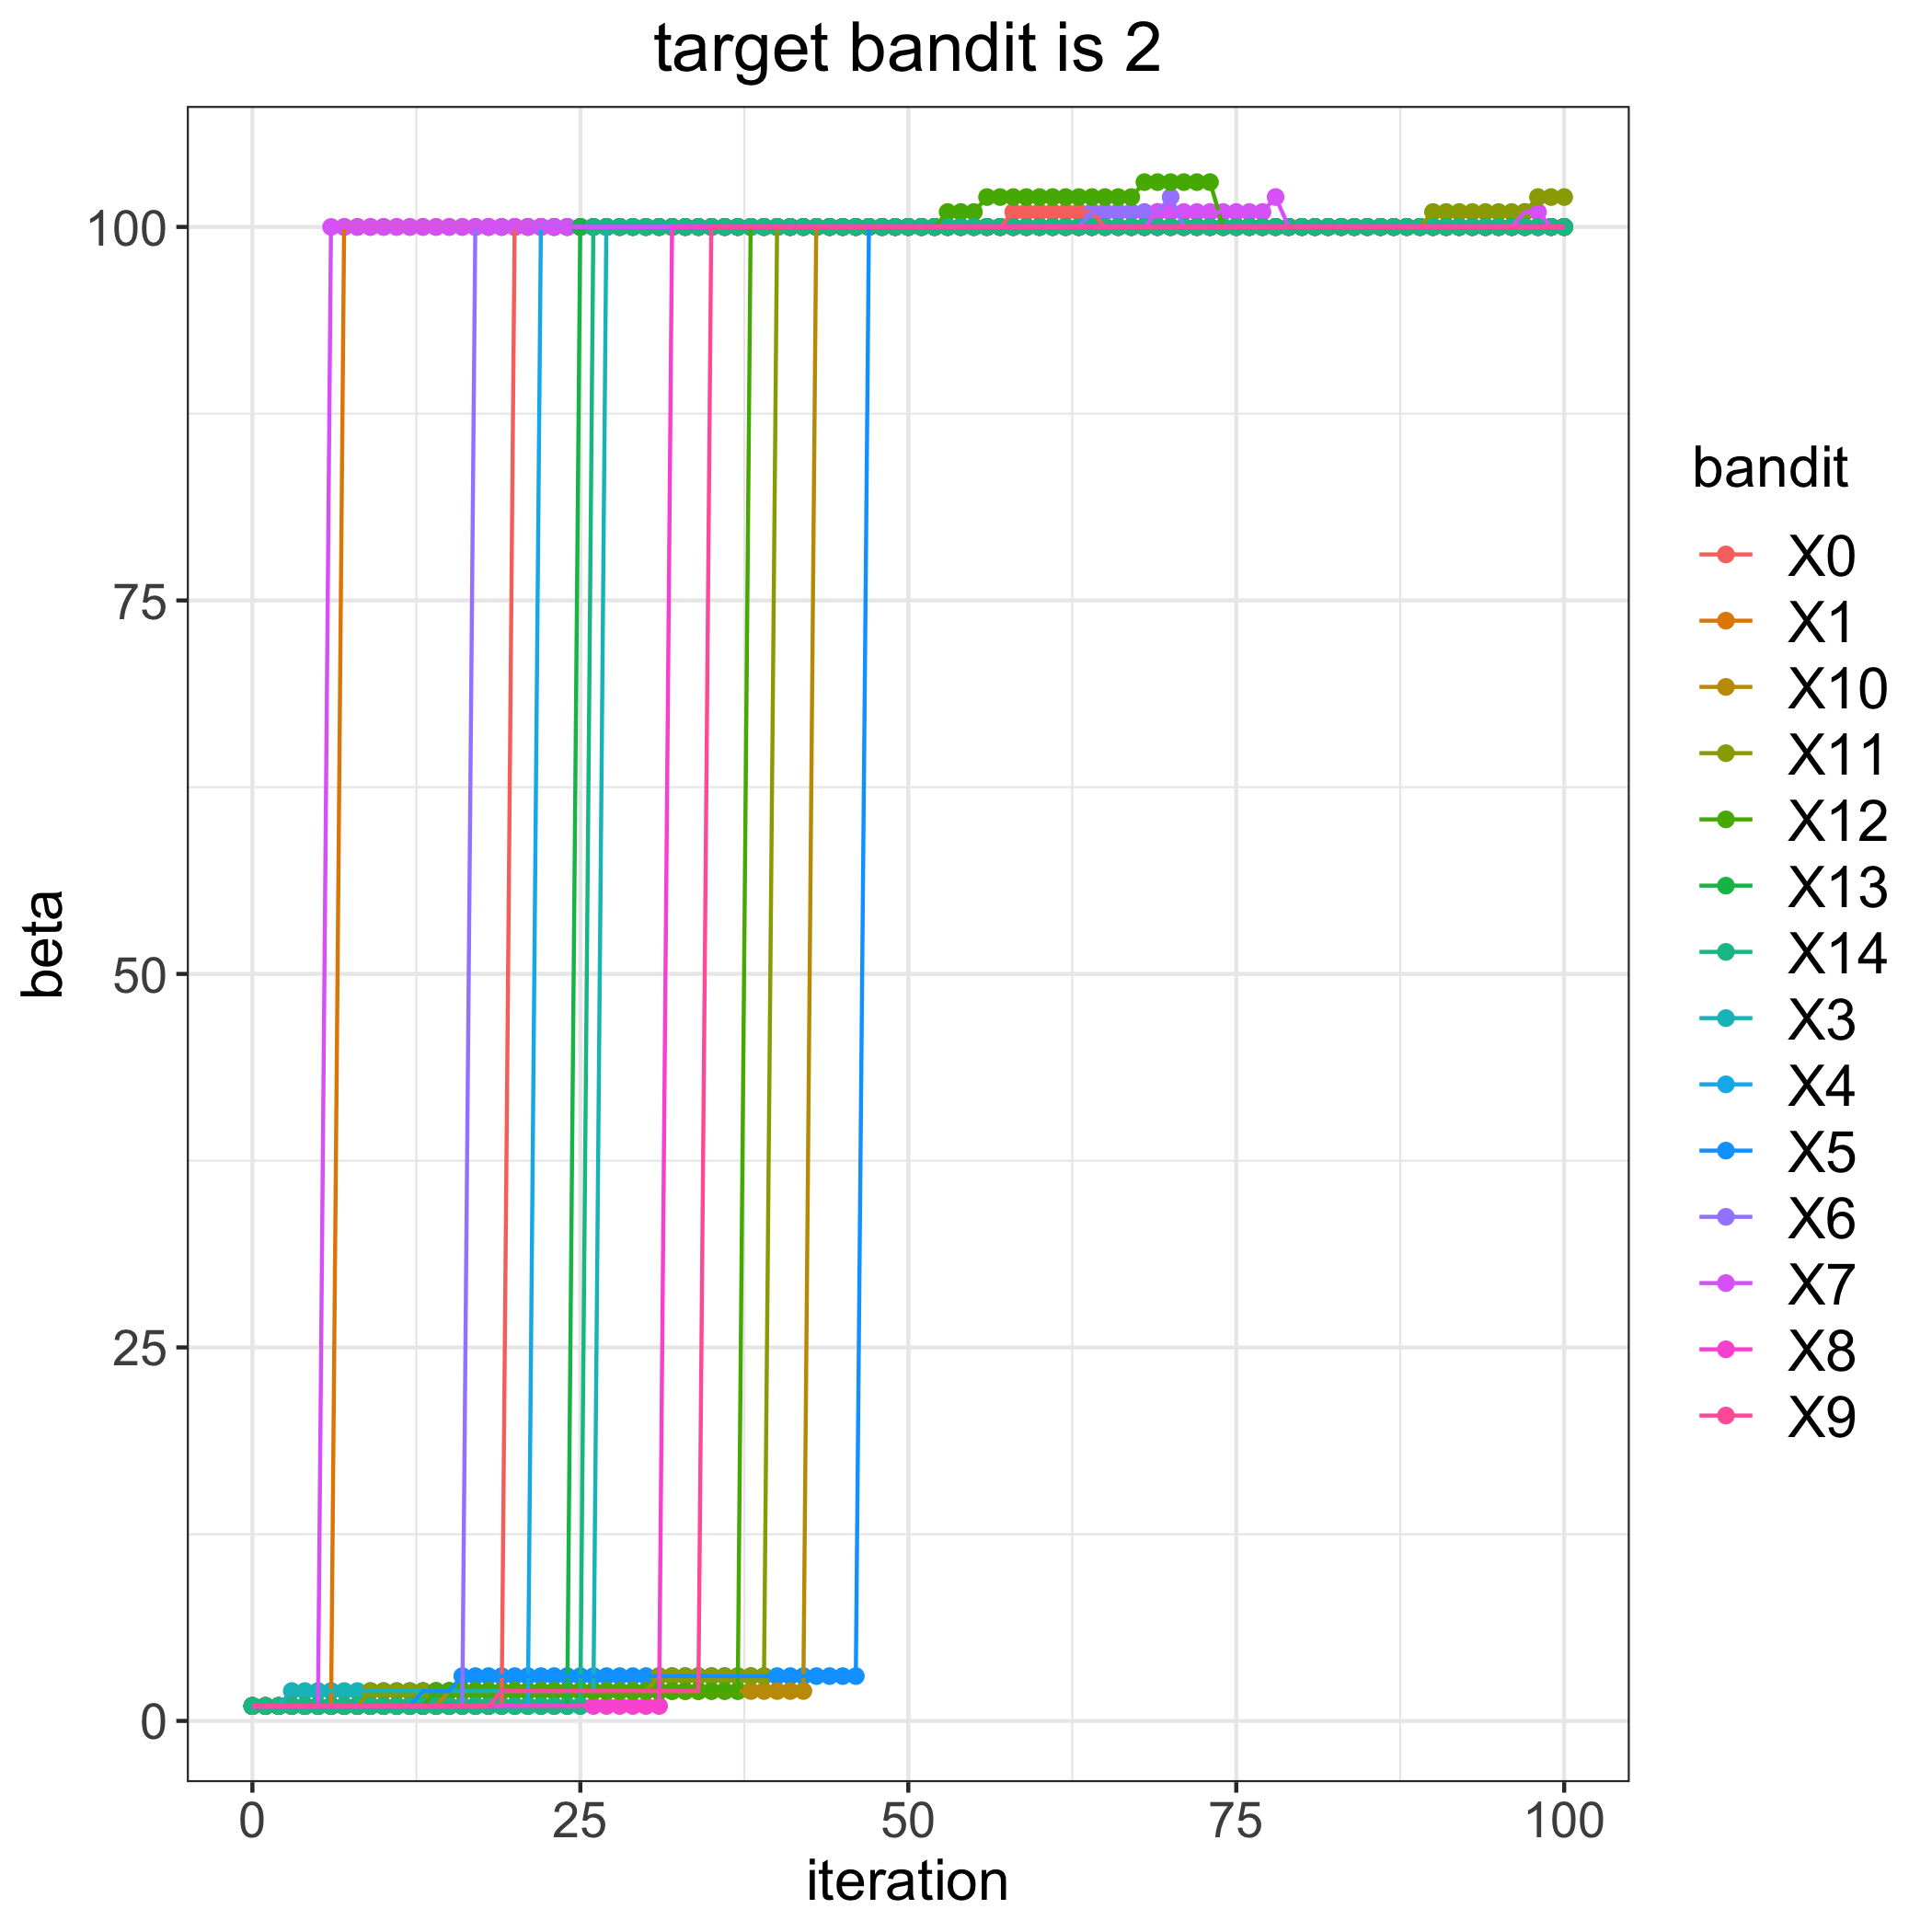 target bandit is 2
beta
100
75
50
25
0
0 25 50 75 100
iteration
bandit
X0
X1
X10
X11
X12
X13
X14
X3
X4
X5
X6
X7
X8
X9